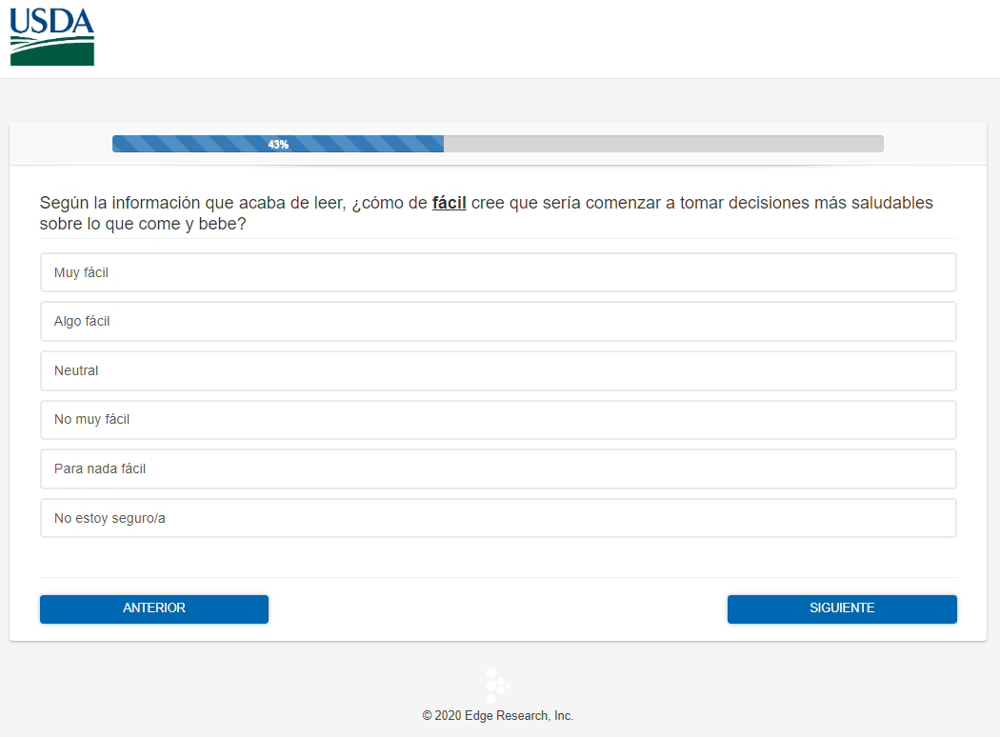 USDA
43%
Según la información que acaba de leer, ¿cómo de fácil cree que sería comenzar a tomar decisiones más saludables
sobre lo que come y bebe?
Muy fácil
Algo fácil
Neutral
No muy fácil
Para nada fácil
No estoy seguro/a
ANTERIOR
SIGUIENTE
© 2020 Edge Research, Inc.